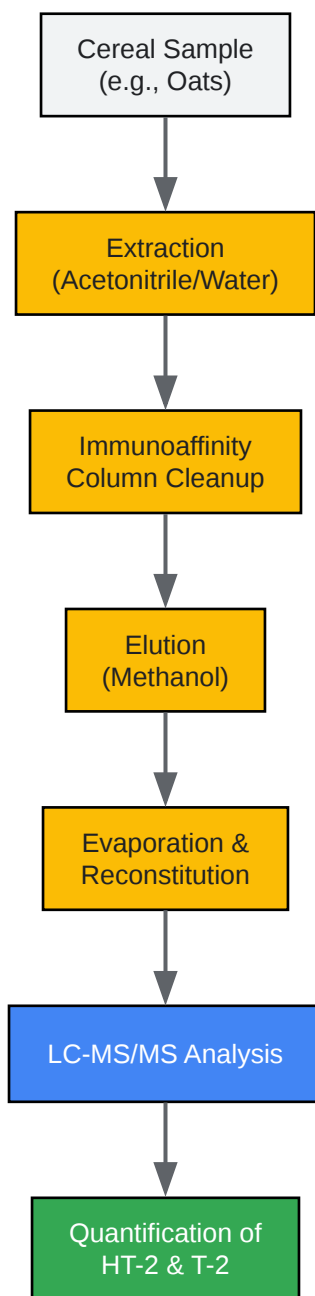 Cereal Sample
(e.g., Oats)
Extraction
(Acetonitrile/Water)
Immunoaffinity
Column Cleanup
Elution
(Methanol)
Evaporation &
Reconstitution
LC-MS/MS Analysis
Quantification of
HT-2 & T-2